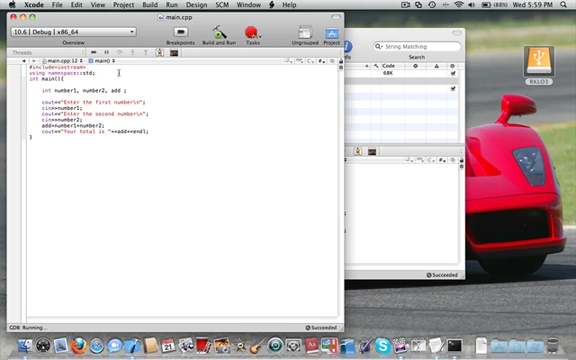 Xcode File Edit View Project Build Run Design SCM Window (88%) Wed 5:59 PM
main.cpp
10.6 | Debug | x86_64
Overview Breakpoints Build and Run Tasks Ungrouped Project
Threads
main.cpp:12 main()
#include<iostream>
using namespace::std;
int main(){
int number1, number2, add ;
cout<<"Enter the first number\n";
cin>>number1;
cout<<"Enter the second number\n";
cin>>number2;
add=number1+number2;
cout<<"Your total is "<<add<<endl;
}
GDB: Running...
Succeeded
String Matching
Code
68K
Succeeded
RKLO1